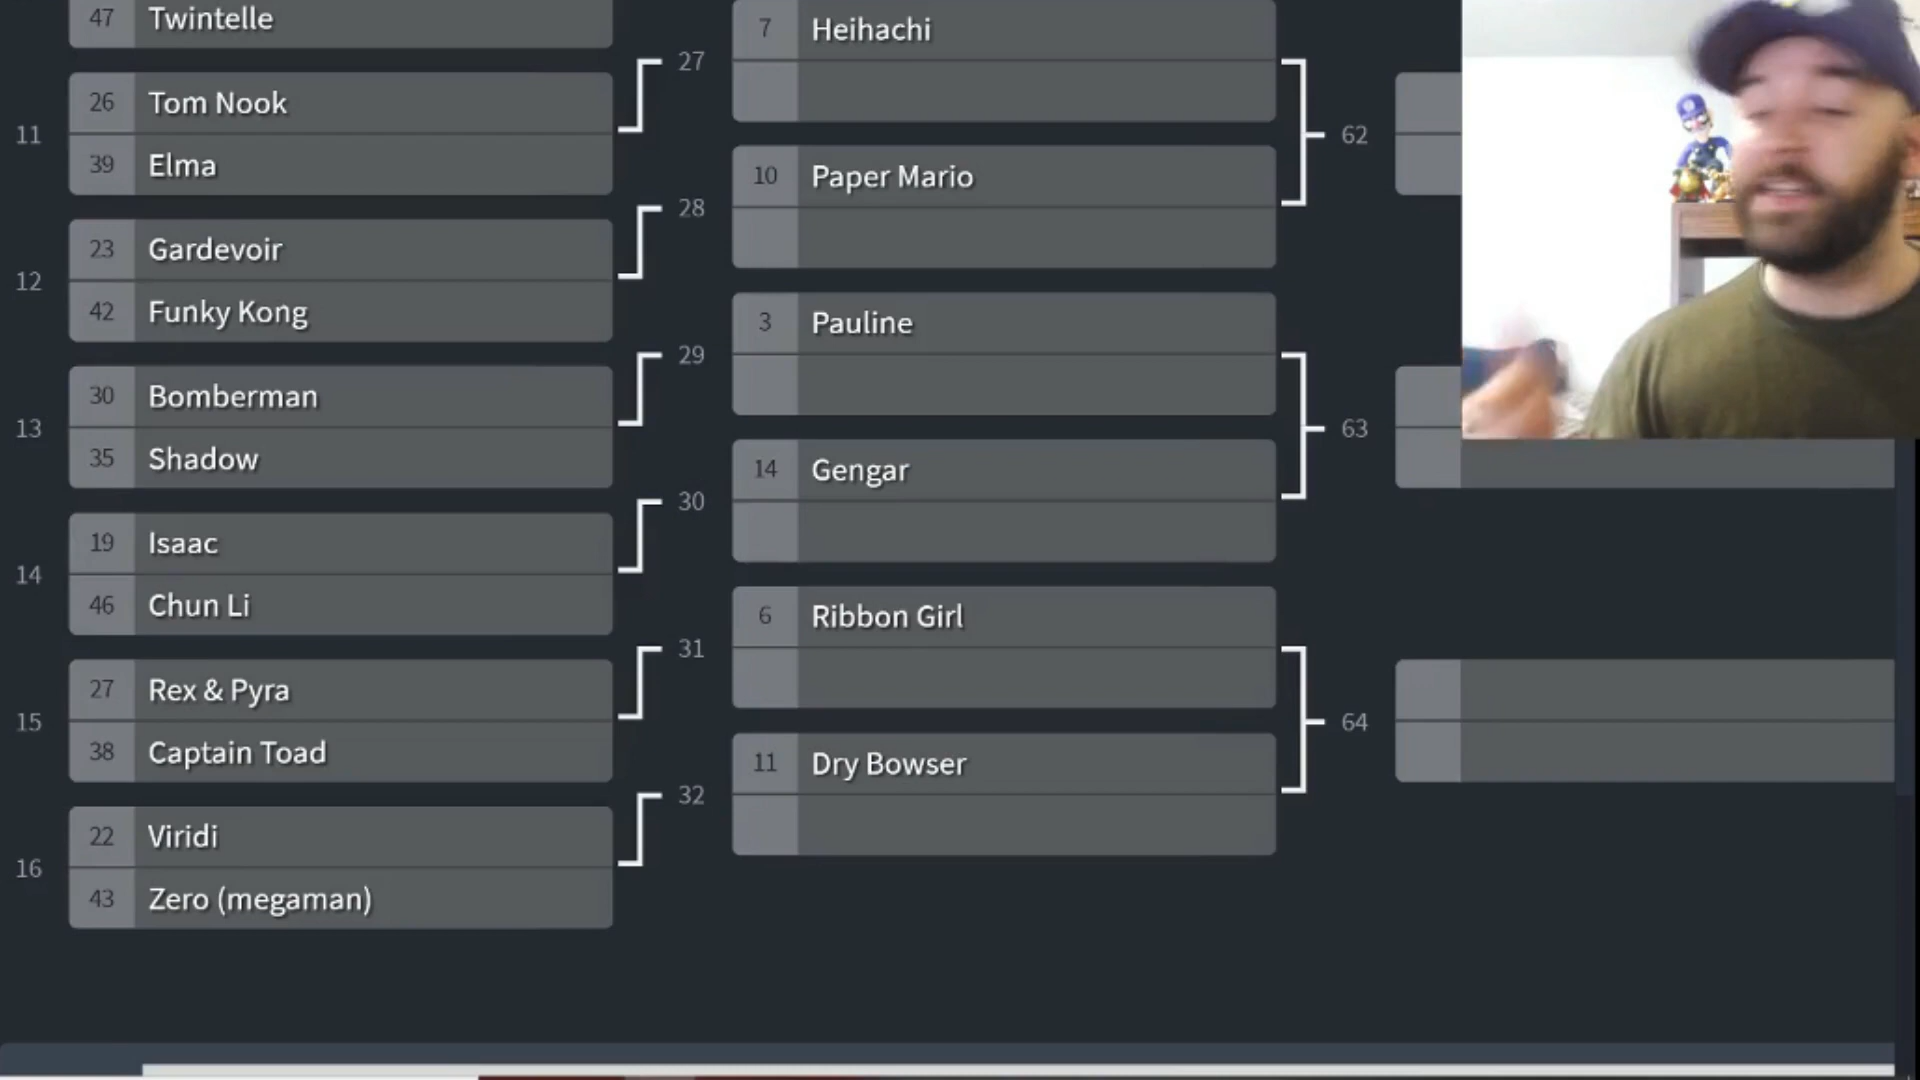 47 Twintelle
11
26 Tom Nook
39 Elma
12
23 Gardevoir
42 Funky Kong
13
30 Bomberman
35 Shadow
14
19 Isaac
46 Chun Li
15
27 Rex & Pyra
38 Captain Toad
16
22 Viridi
43 Zero (megaman)
27
7 Heihachi
28
10 Paper Mario
29
3 Pauline
30
14 Gengar
31
6 Ribbon Girl
32
11 Dry Bowser
62
63
64